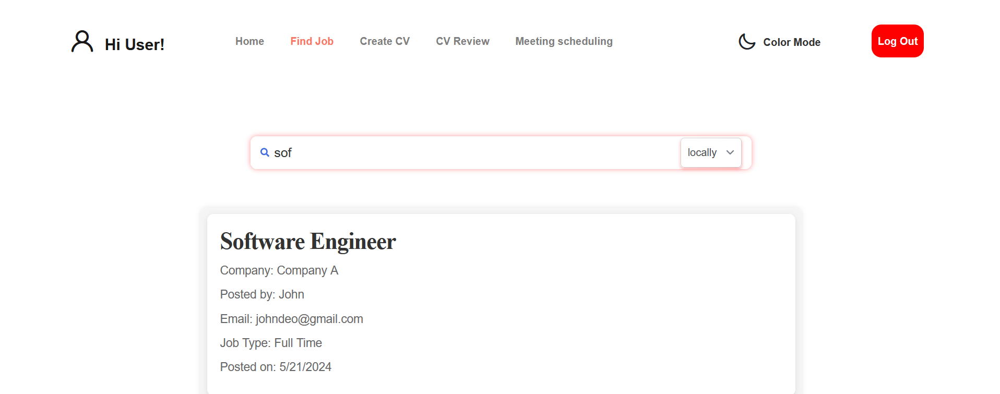 Hi User!
Home Find Job Create CV CV Review Meeting scheduling
Color Mode
Log Out
sof
locally
Software Engineer
Company: Company A
Posted by: John
Email: johndeo@gmail.com
Job Type: Full Time
Posted on: 5/21/2024